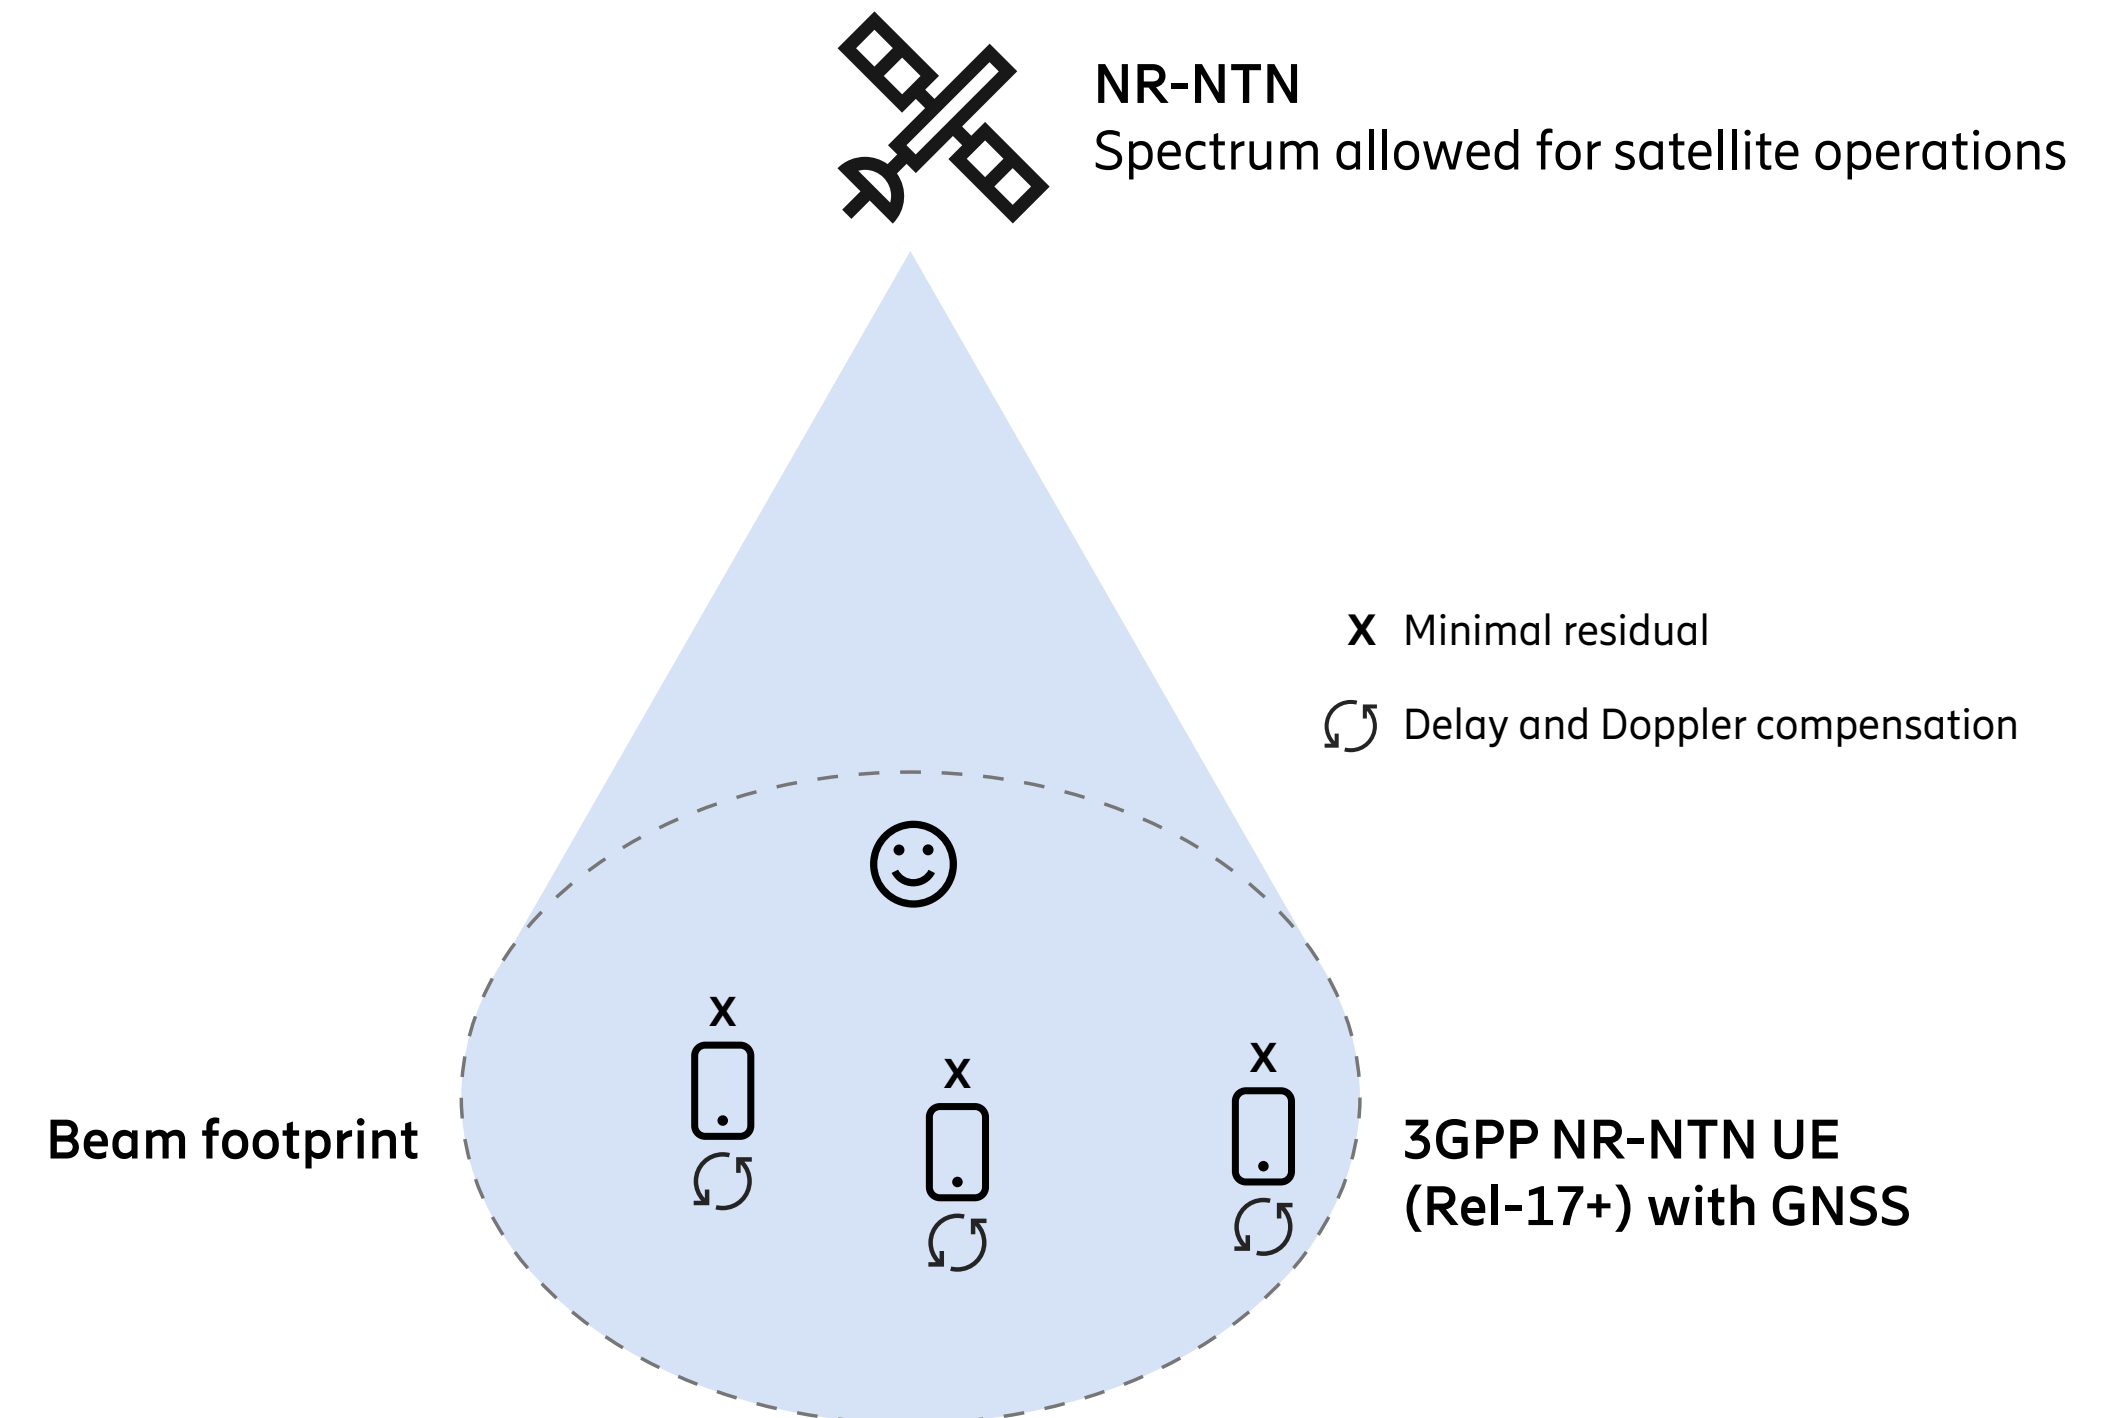 NR-NTN
Spectrum allowed for satellite operations
X Minimal residual
Delay and Doppler compensation
X
X
X
Beam footprint
3GPP NR-NTN UE
(Rel-17+) with GNSS